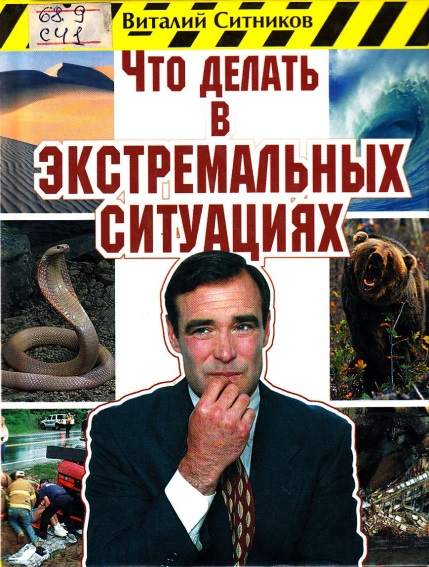 68.9
С41
Виталий Ситников
Что делать
в
экстремальных
ситуациях